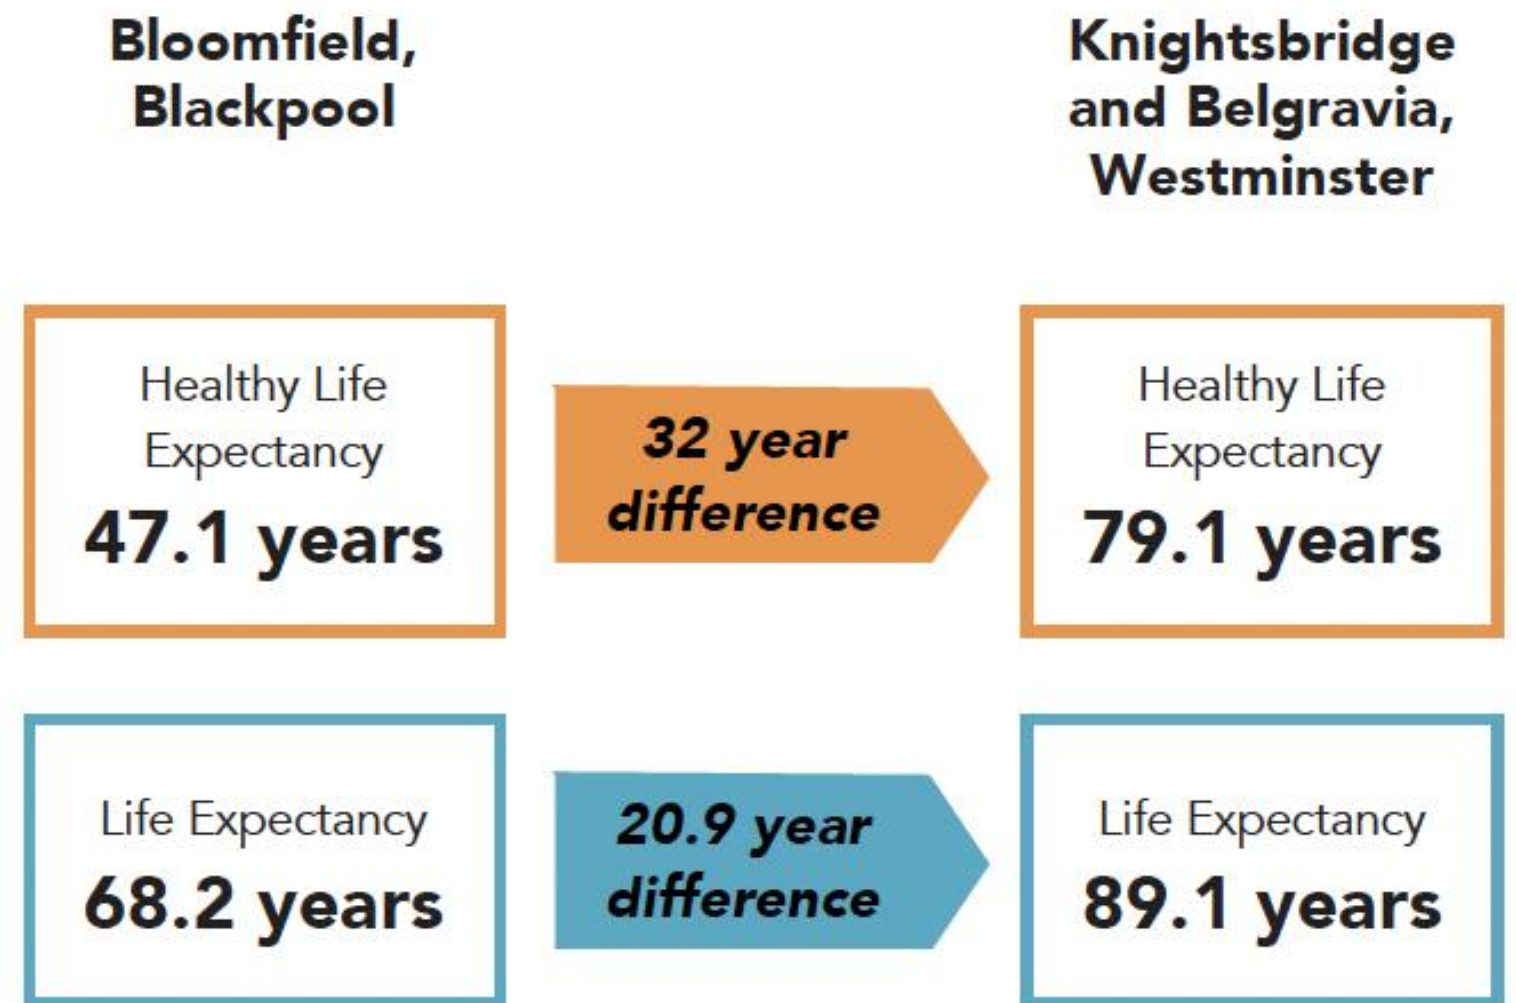 Bloomfield,
Blackpool
Knightsbridge
and Belgravia,
Westminster
Healthy Life
Expectancy
47.1 years
32 year
difference
Healthy Life
Expectancy
79.1 years
Life Expectancy
68.2 years
20.9 year
difference
Life Expectancy
89.1 years